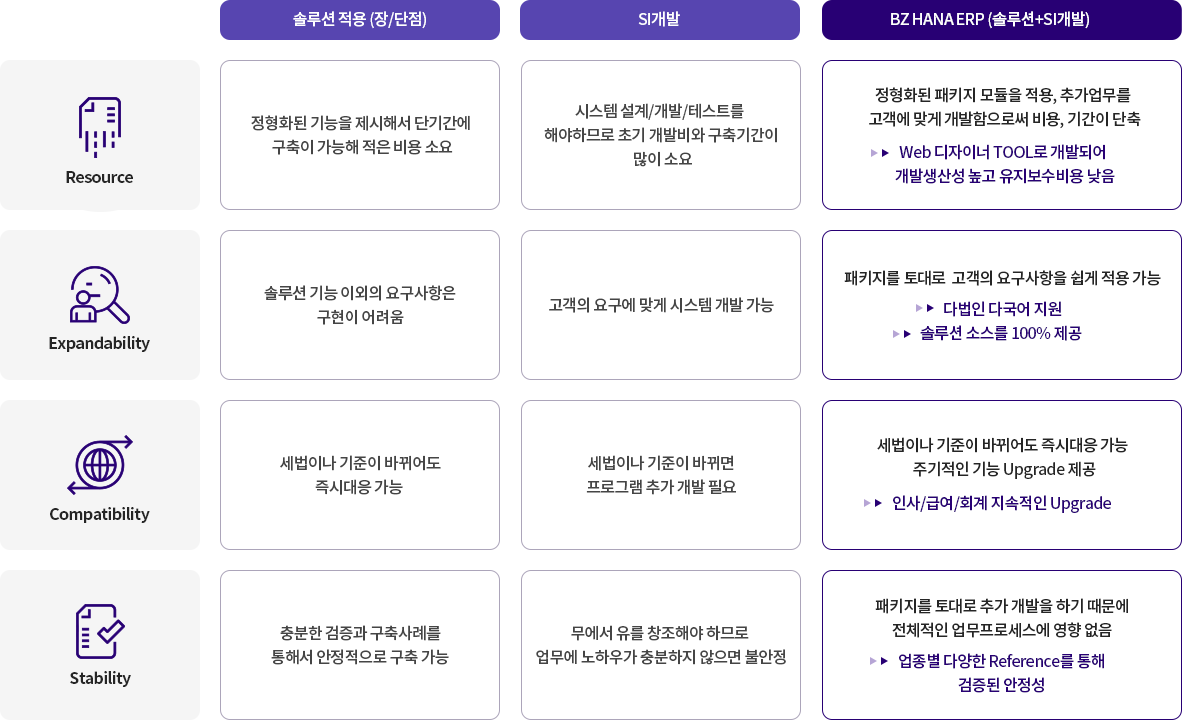 솔루션 적용 (장/단점)
SI개발
BZ HANA ERP (솔루션+SI개발)
Resource
정형화된 기능을 제시해서 단기간에
구축이 가능해 적은 비용 소요
시스템 설계/개발/테스트를
해야하므로 초기 개발비와 구축기간이
많이 소요
정형화된 패키지 모듈을 적용, 추가업무를
고객에 맞게 개발함으로써 비용, 기간이 단축
Web 디자이너 TOOL로 개발되어
개발생산성 높고 유지보수비용 낮음
Expandability
솔루션 기능 이외의 요구사항은
구현이 어려움
고객의 요구에 맞게 시스템 개발 가능
패키지를 토대로 고객의 요구사항을 쉽게 적용 가능
다법인 다국어 지원
솔루션 소스를 100% 제공
Compatibility
세법이나 기준이 바뀌어도
즉시대응 가능
세법이나 기준이 바뀌면
프로그램 추가 개발 필요
세법이나 기준이 바뀌어도 즉시대응 가능
주기적인 기능 Upgrade 제공
인사/급여/회계 지속적인 Upgrade
Stability
충분한 검증과 구축사례를
통해서 안정적으로 구축 가능
무에서 유를 창조해야 하므로
업무에 노하우가 충분하지 않으면 불안정
패키지를 토대로 추가 개발을 하기 때문에
전체적인 업무프로세스에 영향 없음
업종별 다양한 Reference를 통해
검증된 안정성